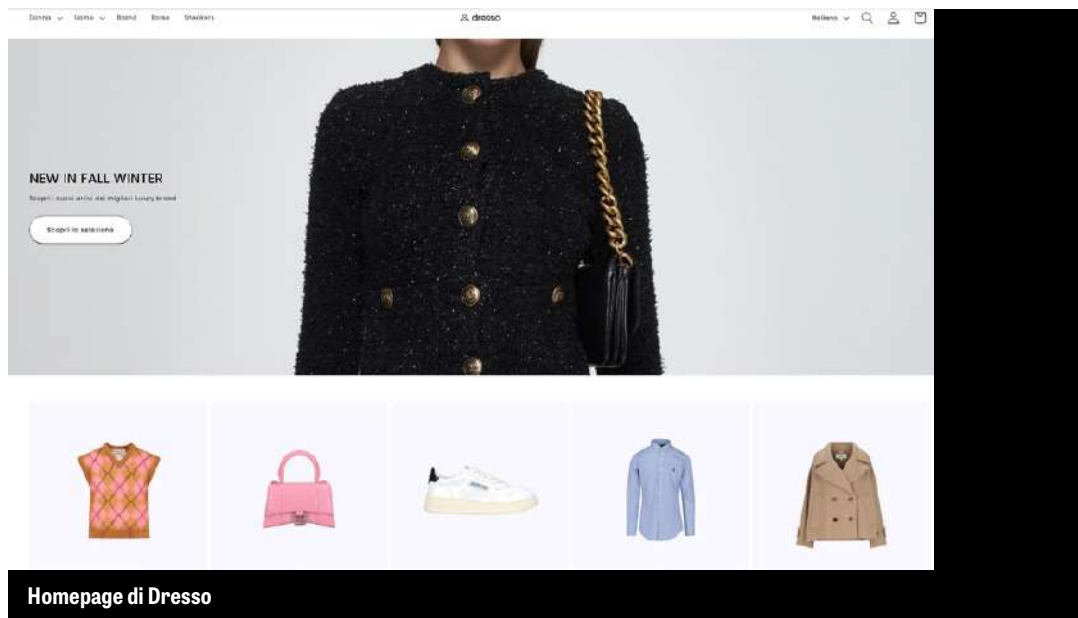 Donna Uomo Brand Borse Sneakers
dresso
Italiano
NEW IN FALL WINTER
Scopri i nuovi arrivi dei migliori luxury brand
Scopri la selezione
Homepage di Dresso